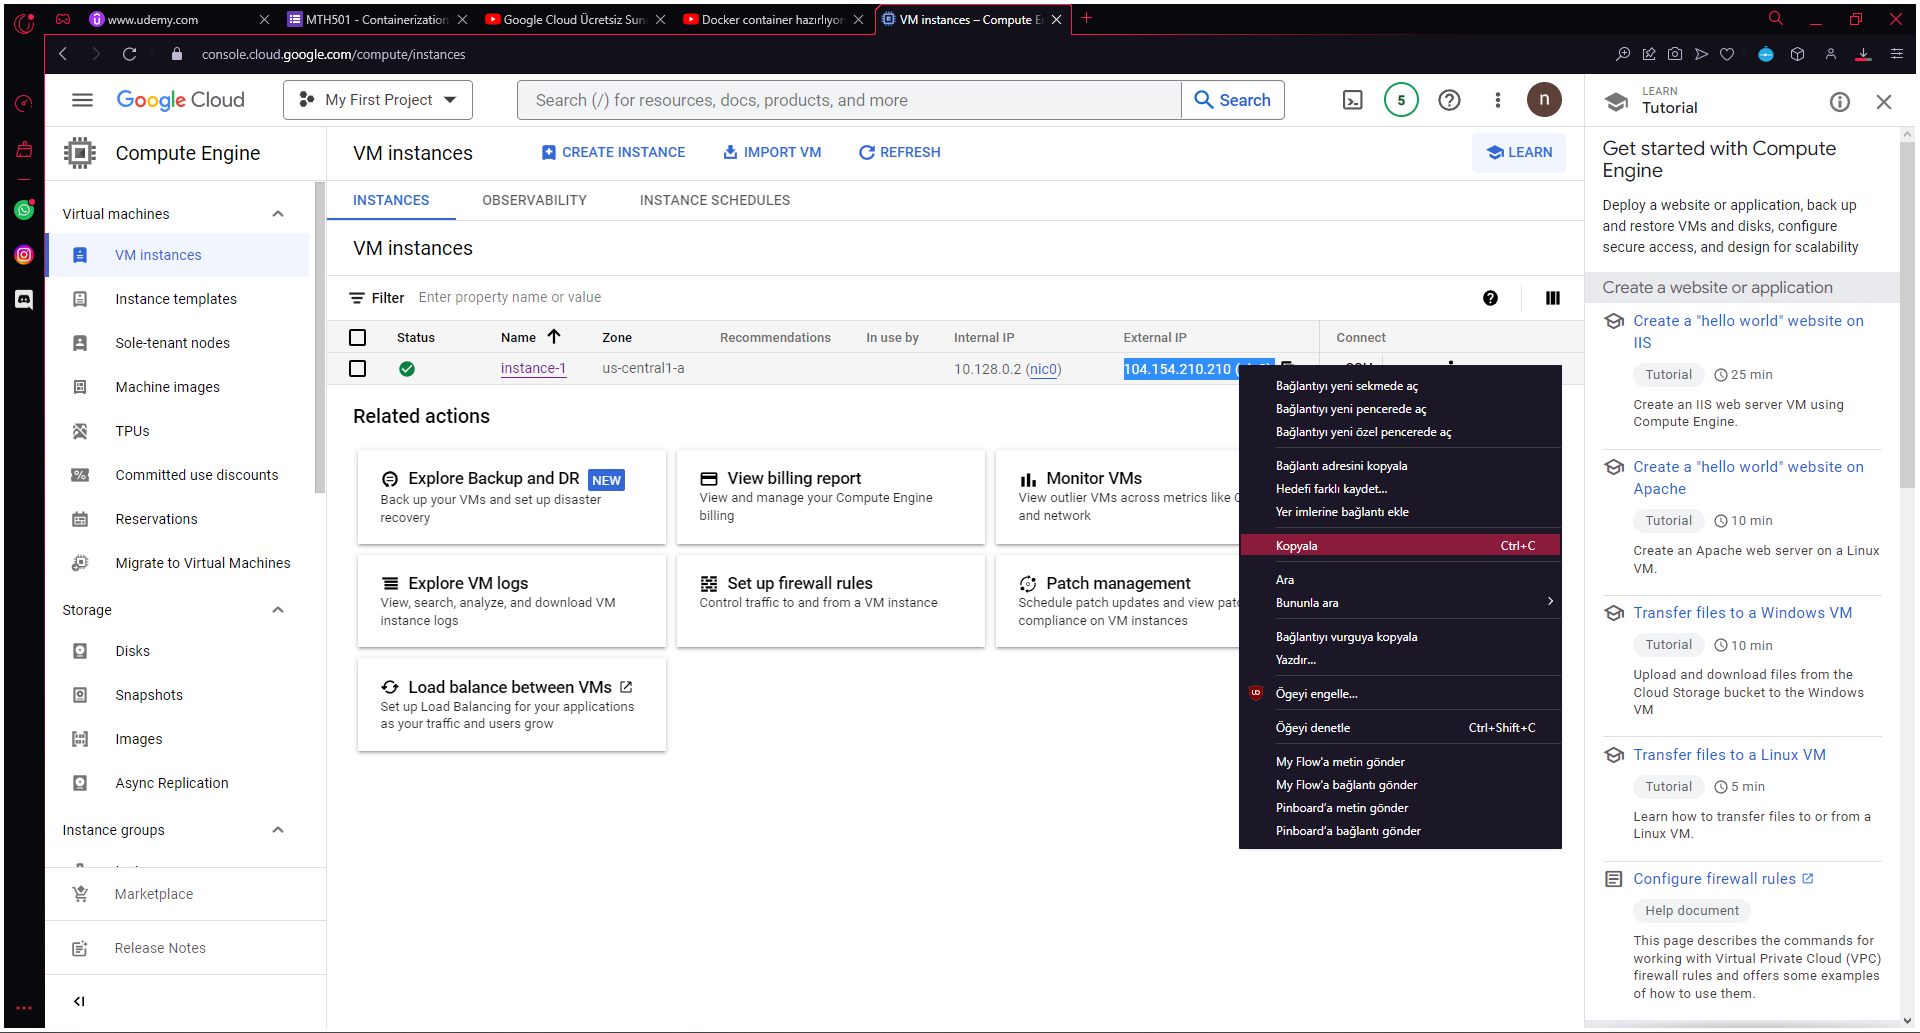 www.udemy.com
MTH501 - Containerization
Google Cloud Ücretsiz Sunu
Docker container hazırlıyor
VM instances – Compute E
console.cloud.google.com/compute/instances
Google Cloud
My First Project
Search (/) for resources, docs, products, and more
Search
5
n
LEARN
Tutorial
Compute Engine
VM instances
CREATE INSTANCE
IMPORT VM
REFRESH
LEARN
INSTANCES
OBSERVABILITY
INSTANCE SCHEDULES
Virtual machines
VM instances
Instance templates
Sole-tenant nodes
Machine images
TPUs
Committed use discounts
Reservations
Migrate to Virtual Machines
Storage
Disks
Snapshots
Images
Async Replication
Instance groups
Marketplace
Release Notes
VM instances
Filter
Enter property name or value
Status
Name
Zone
Recommendations
In use by
Internal IP
External IP
Connect
instance-1
us-central1-a
10.128.0.2 (nic0)
104.154.210.210 (
Related actions
Explore Backup and DR
NEW
Back up your VMs and set up disaster
recovery
View billing report
View and manage your Compute Engine
billing
Monitor VMs
View outlier VMs across metrics like C
and network
Explore VM logs
View, search, analyze, and download VM
instance logs
Set up firewall rules
Control traffic to and from a VM instance
Patch management
Schedule patch updates and view patc
compliance on VM instances
Load balance between VMs
Set up Load Balancing for your applications
as your traffic and users grow
Bağlantıyı yeni sekmede aç
Bağlantıyı yeni pencerede aç
Bağlantıyı yeni özel pencerede aç
Bağlantı adresini kopyala
Hedefi farklı kaydet...
Yer imlerine bağlantı ekle
Kopyala
Ctrl+C
Ara
Bununla ara
Bağlantıyı vurguya kopyala
Yazdır...
Ögeyi engelle...
Öğeyi denetle
Ctrl+Shift+C
My Flow'a metin gönder
My Flow'a bağlantı gönder
Pinboard'a metin gönder
Pinboard'a bağlantı gönder
Get started with Compute
Engine
Deploy a website or application, back up
and restore VMs and disks, configure
secure access, and design for scalability
Create a website or application
Create a "hello world" website on
IIS
Tutorial
25 min
Create an IIS web server VM using
Compute Engine.
Create a "hello world" website on
Apache
Tutorial
10 min
Create an Apache web server on a Linux
VM.
Transfer files to a Windows VM
Tutorial
10 min
Upload and download files from the
Cloud Storage bucket to the Windows
VM
Transfer files to a Linux VM
Tutorial
5 min
Learn how to transfer files to or from a
Linux VM.
Configure firewall rules
Help document
This page describes the commands for
working with Virtual Private Cloud (VPC)
firewall rules and offers some examples
of how to use them.